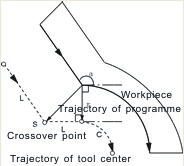 α
Workpiece
Trajectory of programme
L
R
S
L
C
Crossover point
Trajectory of tool center